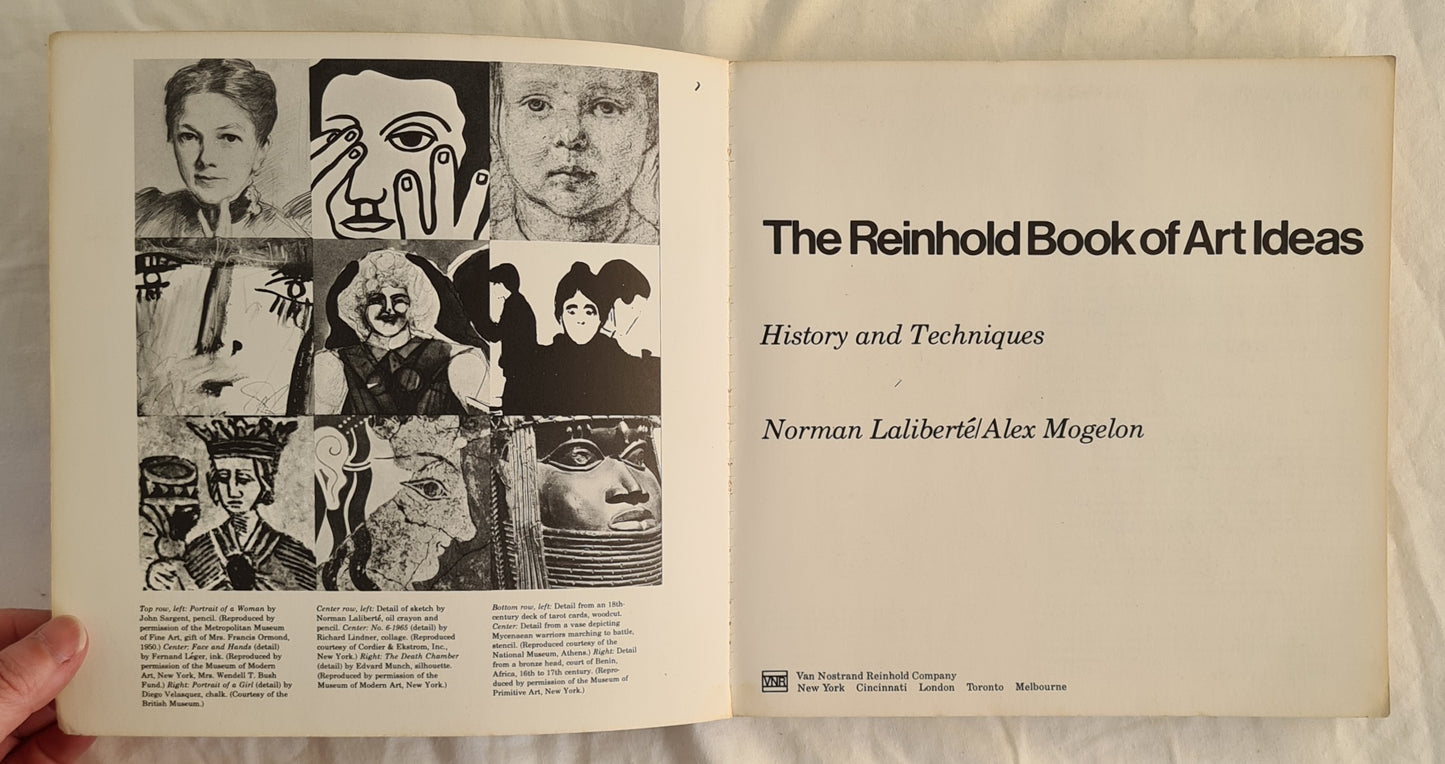 Top row, left: Portrait of a Woman by
John Sargent, pencil. (Reproduced by
permission of the Metropolitan Museum
of Fine Art, gift of Mrs. Francis Ormond,
1950.) Center: Face and Hands (detail)
by Fernand Léger, ink. (Reproduced by
permission of the Museum of Modern
Art, New York, Mrs. Wendell T. Bush
Fund.) Right: Portrait of a Girl (detail) by
Diego Velasquez, chalk. (Courtesy of the
British Museum.)
Center row, left: Detail of sketch by
Norman Laliberté, oil crayon and
pencil. Center: No. 6-1965 (detail) by
Richard Lindner, collage. (Reproduced
courtesy of Cordier & Ekstrom, Inc.,
New York.) Right: The Death Chamber
(detail) by Edvard Munch, silhouette.
(Reproduced by permission of the
Museum of Modern Art, New York.)
Bottom row, left: Detail from an 18th-
century deck of tarot cards, woodcut.
Center: Detail from a vase depicting
Mycenaean warriors marching to battle,
stencil. (Reproduced courtesy of the
National Museum, Athens.) Right: Detail
from a bronze head, court of Benin,
Africa, 16th to 17th century. (Repro-
duced by permission of the Museum of
Primitive Art, New York.)
The Reinhold Book of Art Ideas
History and Techniques
Norman Laliberté/Alex Mogelon
VNR
Van Nostrand Reinhold Company
New York Cincinnati London Toronto Melbourne